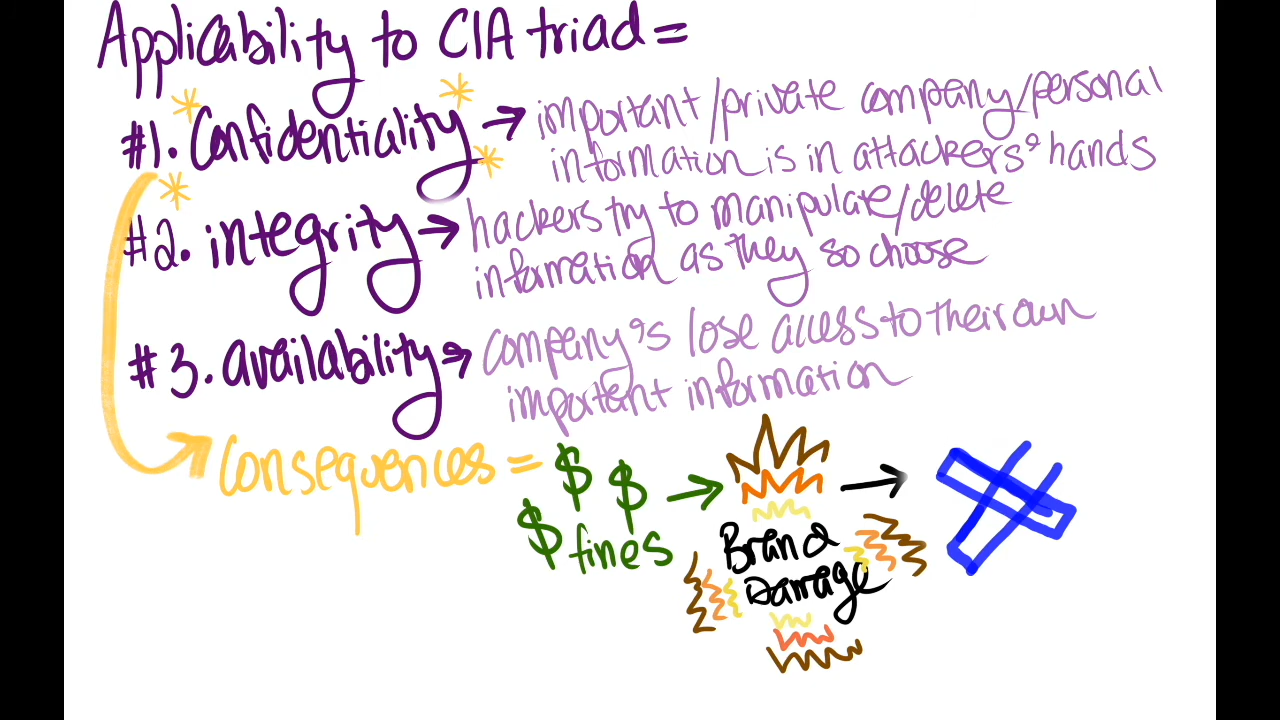 Applicability to CIA triad =
#1. Confidentiality → important/private company/personal
information is in attackers' hands
#2. integrity → hackers try to manipulate/delete
information as they so choose
#3. availability → company's lose access to their own
important information
Consequences = $ $ $ fines → Brand
Damage →